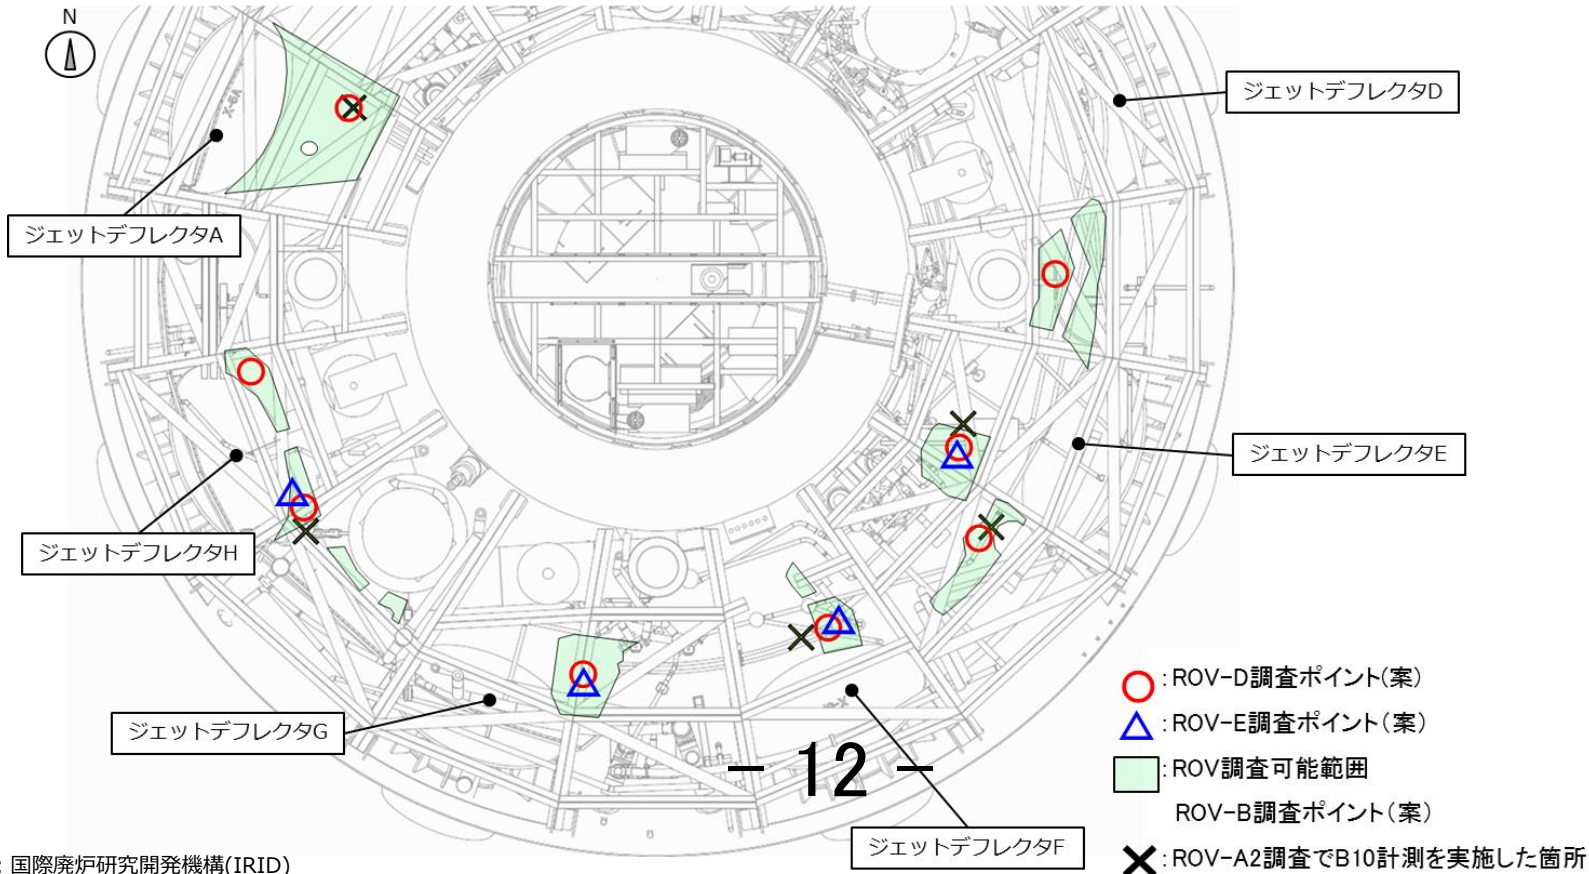 N
ジェットデフレクタD
X-6A
ジェットデフレクタA
ジェットデフレクタE
ジェットデフレクタH
ジェットデフレクタG
ジェットデフレクタF
○:ROV-D調査ポイント(案)
△:ROV-E調査ポイント(案)
:ROV調査可能範囲
ROV-B調査ポイント(案)
×:ROV-A2調査でB10計測を実施した箇所
- 12 -
: 国際廃炉研究開発機構(IRID)